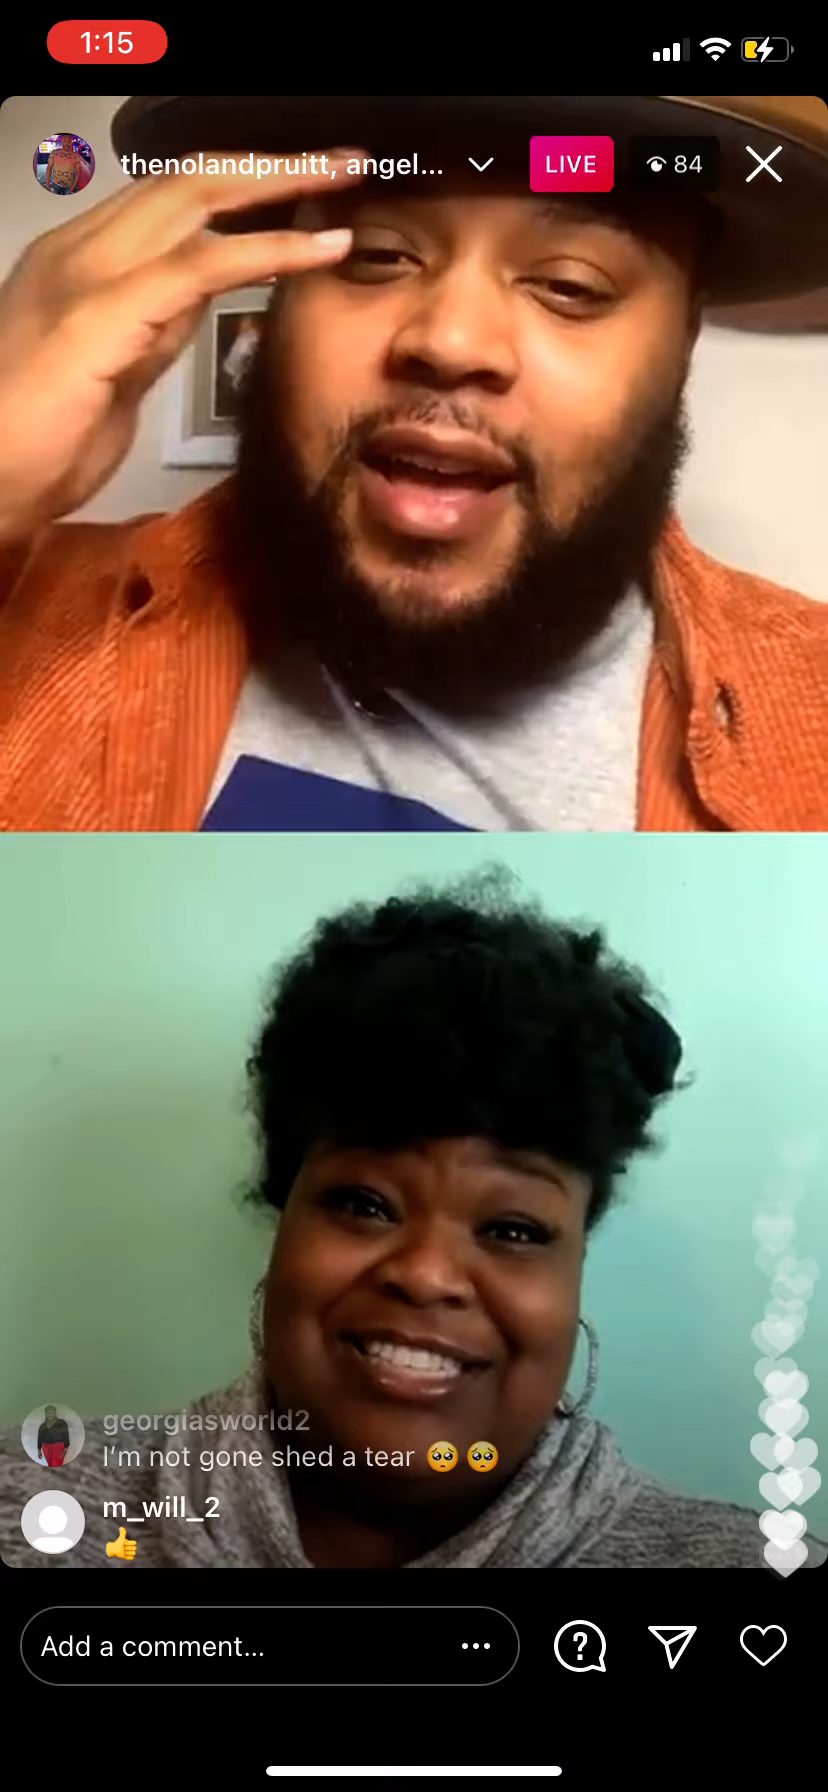 1:15
thenolandpruitt, angel...
LIVE
84
georgiasworld2
I'm not gone shed a tear 🥺🥺
m_will_2
👍
Add a comment...